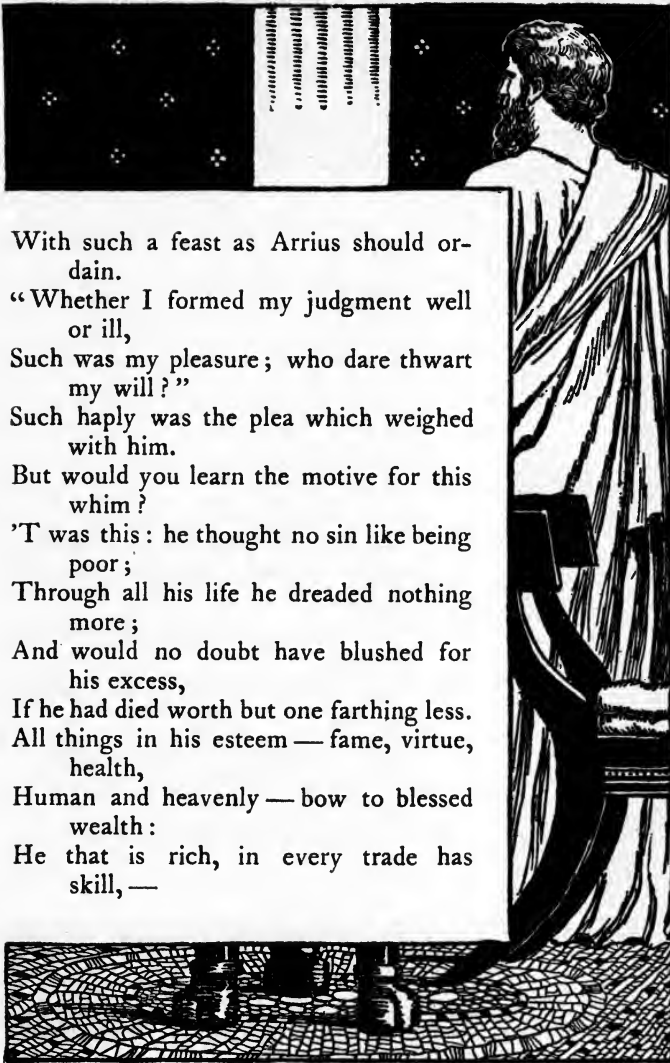 With such a feast as Arrius should or-
dain.
“Whether I formed my judgment well
or ill,
Such was my pleasure; who dare thwart
my will?”
Such haply was the plea which weighed
with him.
But would you learn the motive for this
whim?
’T was this: he thought no sin like being
poor;
Through all his life he dreaded nothing
more;
And would no doubt have blushed for
his excess,
If he had died worth but one farthing less.
All things in his esteem — fame, virtue,
health,
Human and heavenly — bow to blessed
wealth:
He that is rich, in every trade has
skill, —